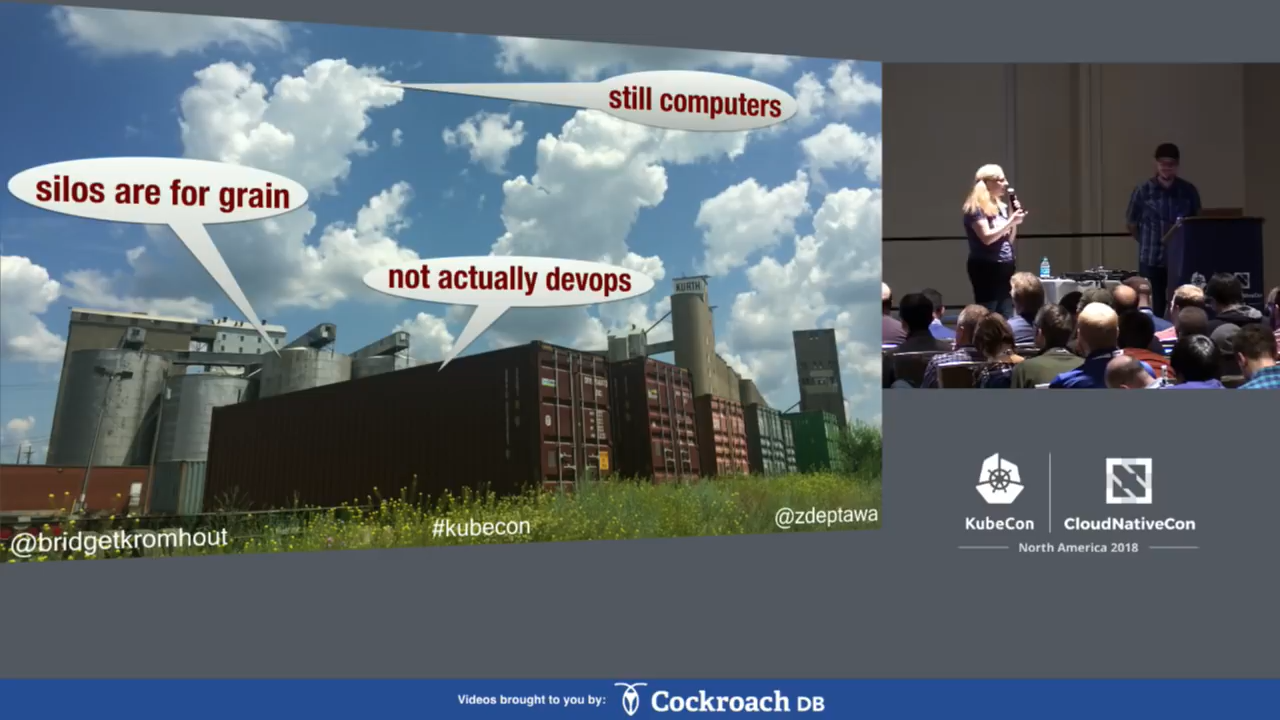 still computers
silos are for grain
not actually devops
KURTH
@bridgetkromhout
#kubecon
@zdeptawa
KubeCon
CloudNativeCon
North America 2018
Videos brought to you by:
Cockroach DB